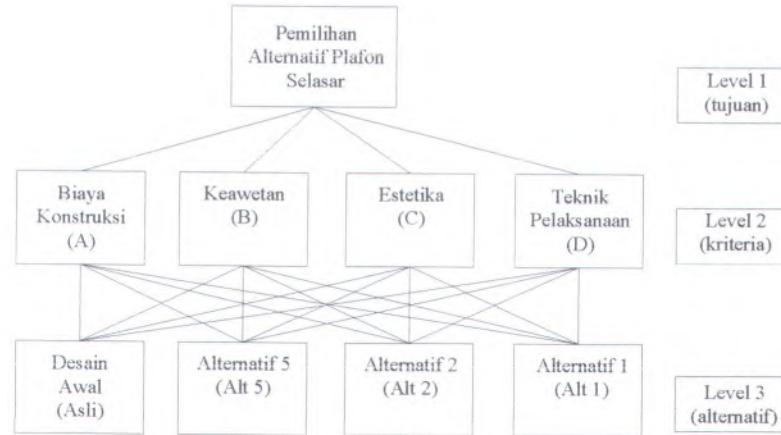 Pemilihan
Alternatif Plafon
Selasar
Level 1
(tujuan)
Biaya
Konstruksi
(A)
Keawetan
(B)
Estetika
(C)
Teknik
Pelaksanaan
(D)
Level 2
(kriteria)
Desain
Awal
(Asli)
Alternatif 5
(Alt 5)
Alternatif 2
(Alt 2)
Alternatif 1
(Alt 1)
Level 3
(alternatif)